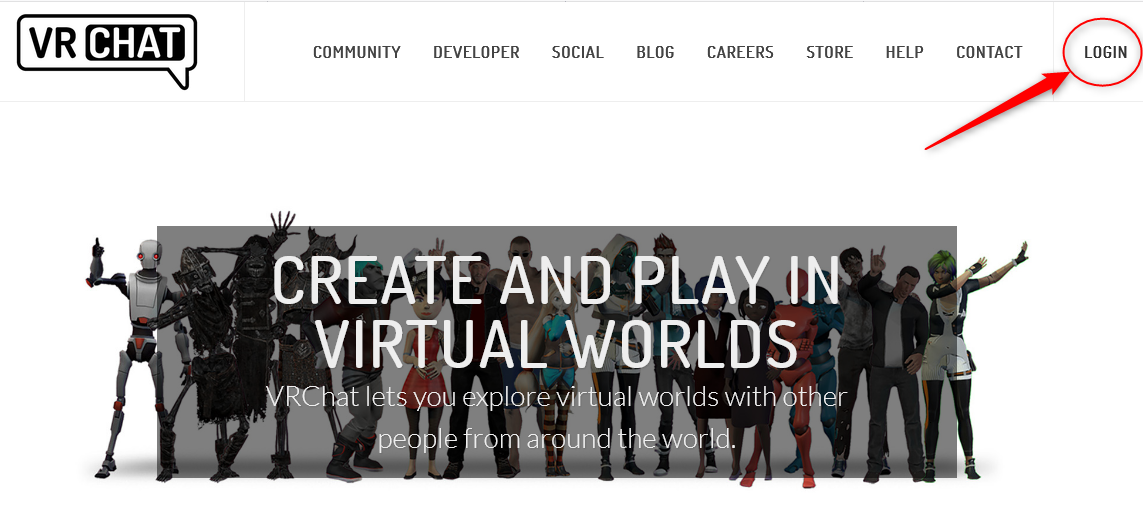 VR CHAT
COMMUNITY DEVELOPER SOCIAL BLOG CAREERS STORE HELP CONTACT LOGIN
CREATE AND PLAY IN
VIRTUAL WORLDS
VRChat lets you explore virtual worlds with other
people from around the world.